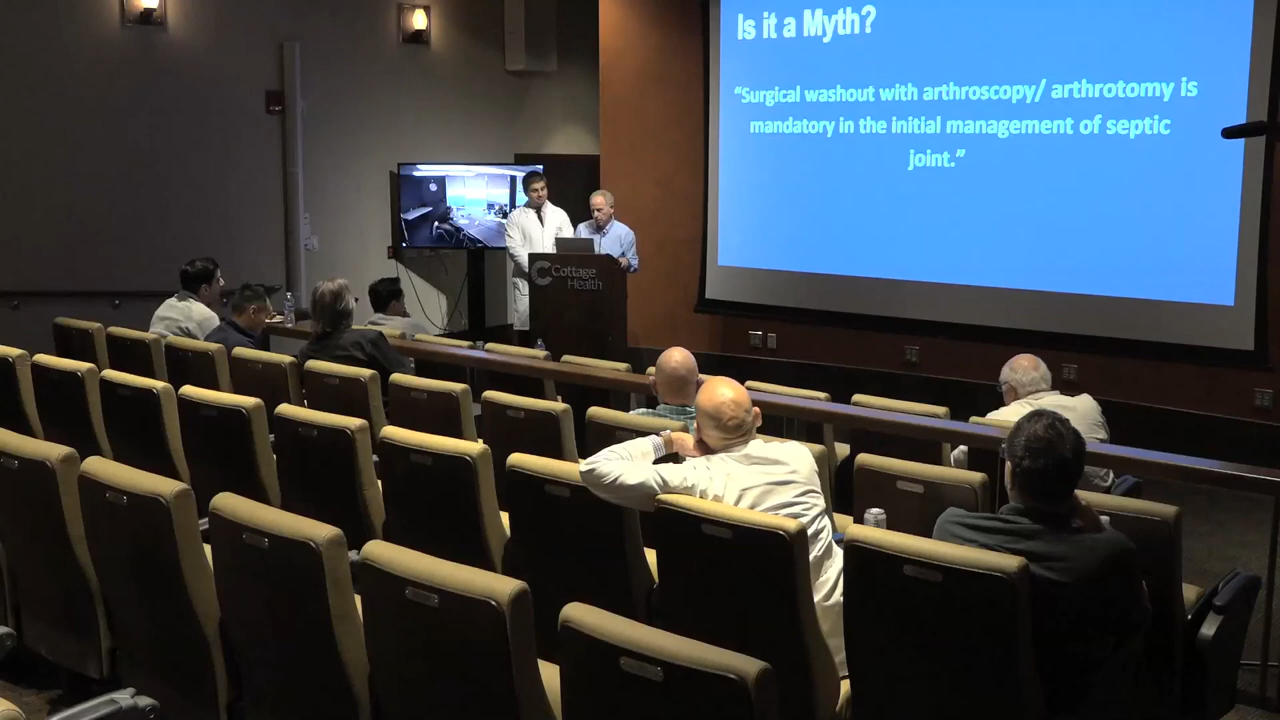 Is it a Myth?
“Surgical washout with arthroscopy/ arthrotomy is
mandatory in the initial management of septic
joint.”
Cottage
Health